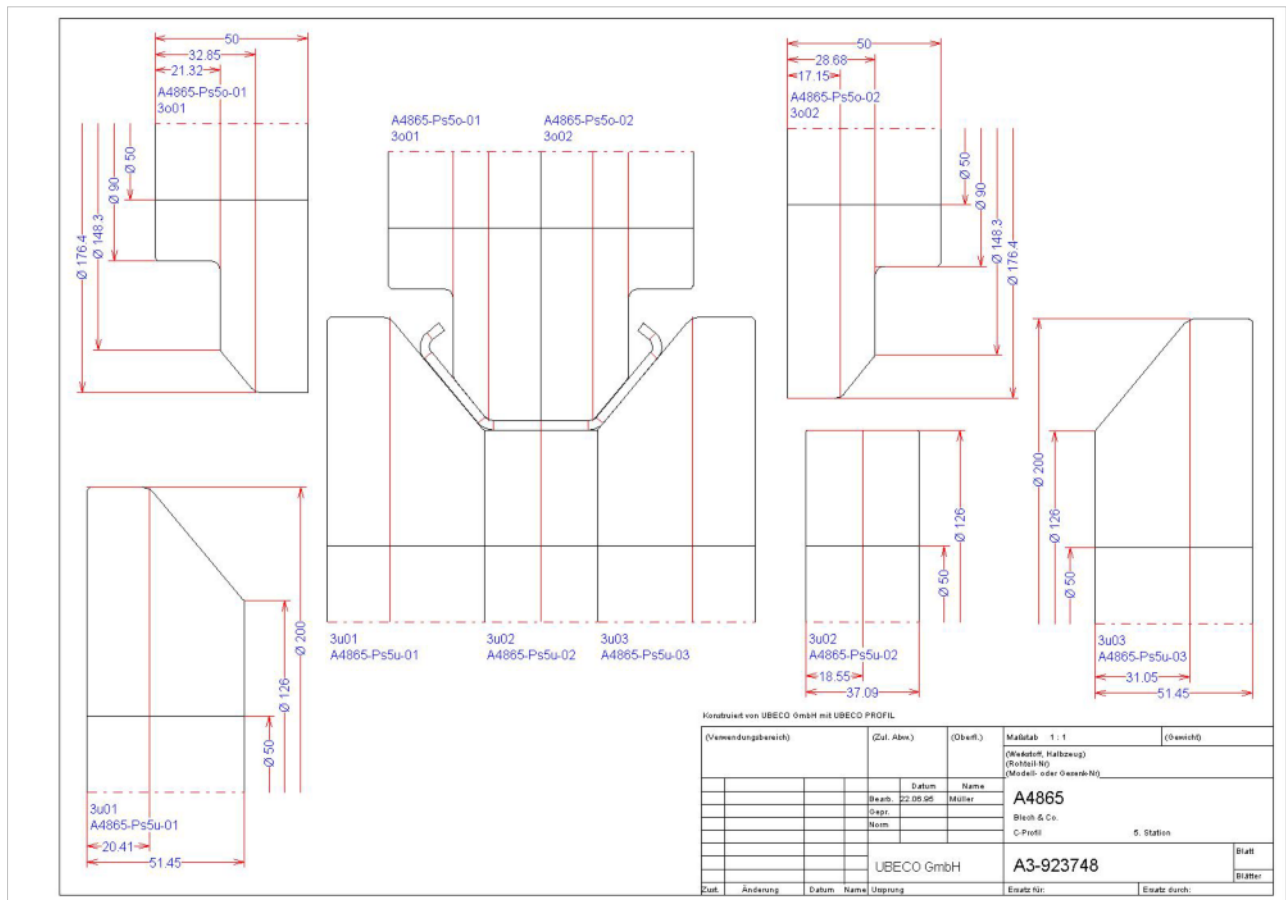 50
32.85
21.32
A4865-Ps5o-01
3o01
Ø 50
Ø 90
Ø 148.3
Ø 176.4
A4865-Ps5o-01
3o01
A4865-Ps5o-02
3o02
50
28.68
17.15
A4865-Ps5o-02
3o02
Ø 50
Ø 90
Ø 148.3
Ø 176.4
Ø 200
Ø 126
Ø 50
3u01
A4865-Ps5u-01
20.41
51.45
3u01
A4865-Ps5u-01
3u02
A4865-Ps5u-02
3u03
A4865-Ps5u-03
Ø 126
Ø 50
3u02
A4865-Ps5u-02
18.55
37.09
Ø 200
Ø 126
Ø 50
3u03
A4865-Ps5u-03
31.05
51.45
Konstruiert von UBECO GmbH mit UBECO PROFIL
(Verwendungsbereich)
(Zul. Abw.)
(Oberfl.)
Maßstab 1 : 1
(Gewicht)
(Werkstoff, Halbzeug)
(Rohteil-Nr)
(Modell- oder Gesenk-Nr)
Datum Name
Bearb. 22.06.95 Müller
Gepr.
Norm
A4865
Blech & Co.
C-Profil 5. Station
UBECO GmbH
A3-923748
Blatt
Blätter
Zust. Änderung Datum Name Ursprung Ersatz für: Ersatz durch: